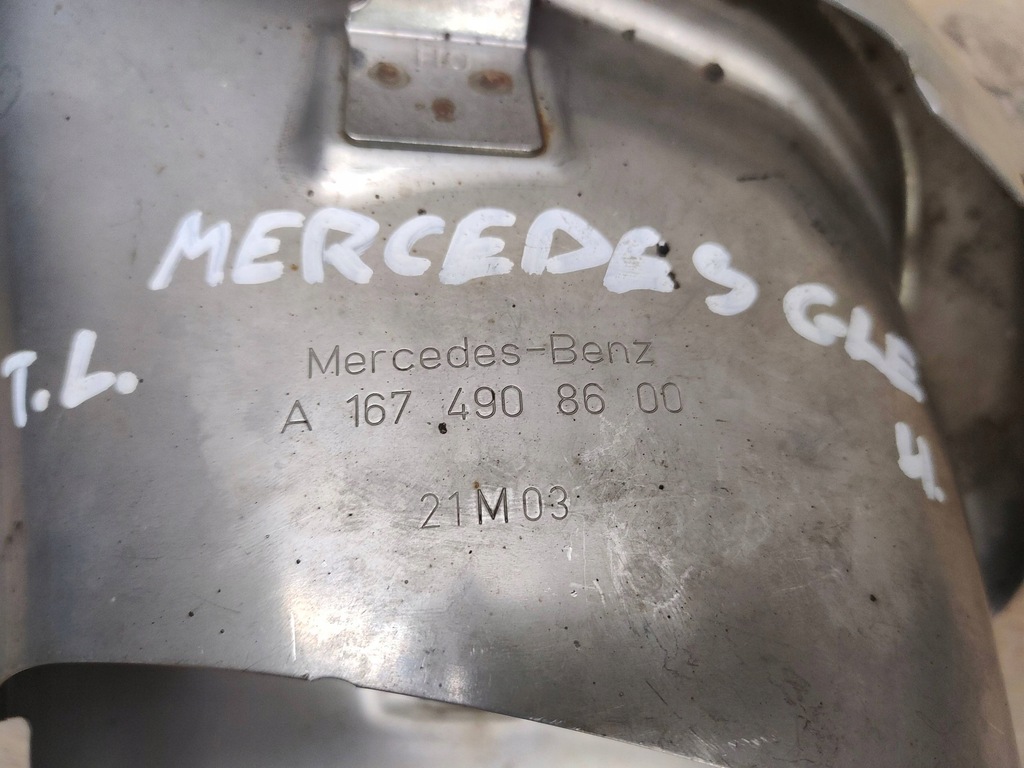 MERCEDES GLE
T.L.
Mercedes-Benz
A 167 490 86 00
4.
21M03